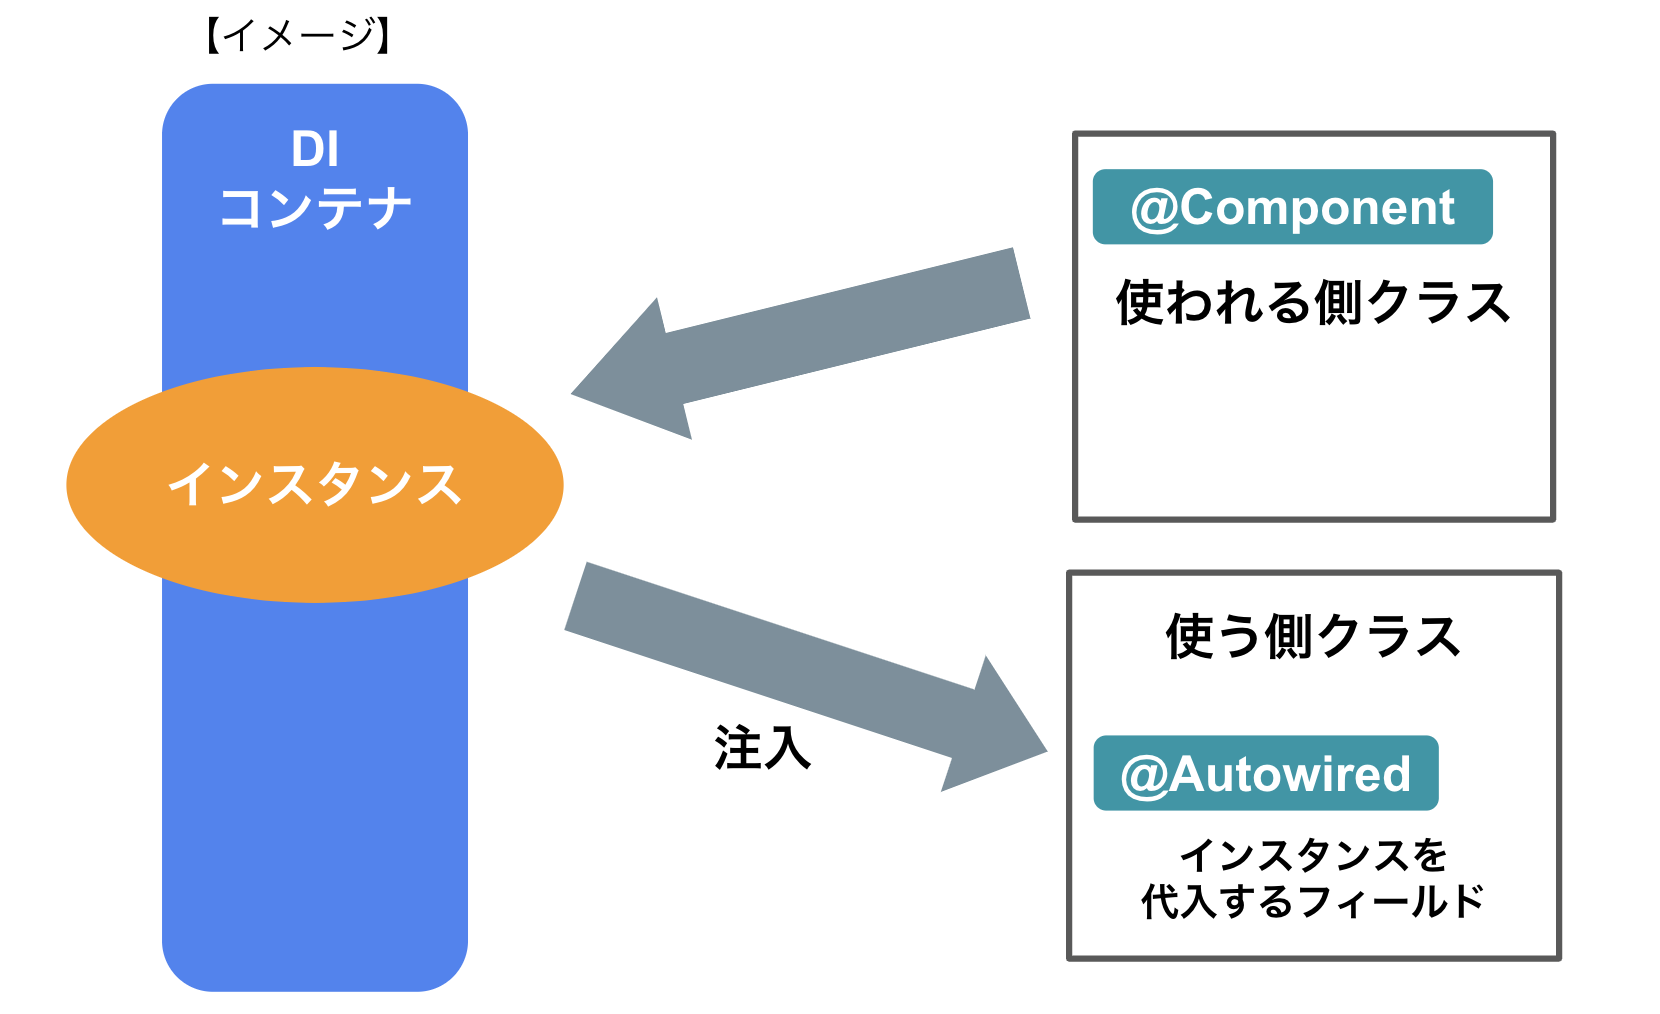 【イメージ】
DI
コンテナ
インスタンス
@Component
使われる側クラス
注入
使う側クラス
@Autowired
インスタンスを
代入するフィールド